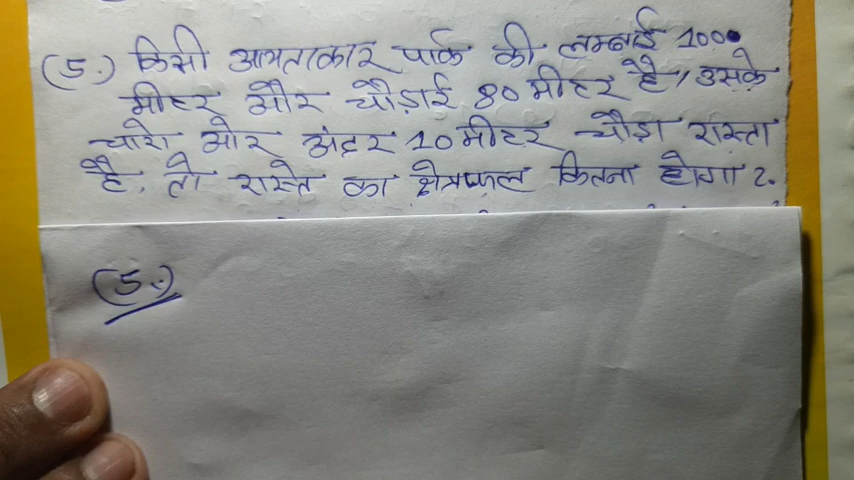 (5.) किसी आयताकार पार्क की लम्बाई 100
मीटर और चौड़ाई 80 मीटर है, उसके
चारो ओर अंदर 10 मीटर चौड़ा रास्ता
है, तो रास्ते का क्षेत्रफल कितना होगा ?.
(5.)